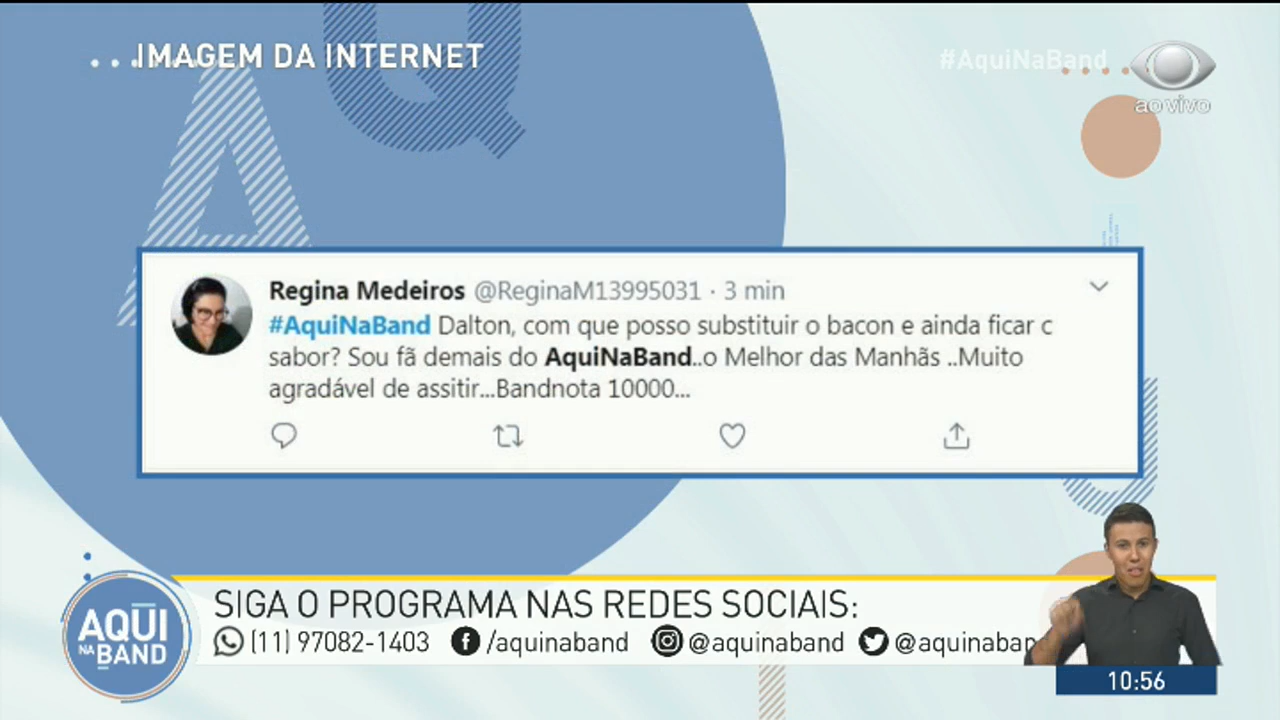 IMAGEM DA INTERNET
#AquiNaBand
ao vivo
Regina Medeiros @ReginaM13995031 · 3 min
#AquiNaBand Dalton, com que posso substituir o bacon e ainda ficar c
sabor? Sou fã demais do AquiNaBand..o Melhor das Manhãs ..Muito
agradável de assitir...Bandnota 10000...
AQUI
NA BAND
SIGA O PROGRAMA NAS REDES SOCIAIS:
(11) 97082-1403 /aquinaband @aquinaband @aquinaban
10:56